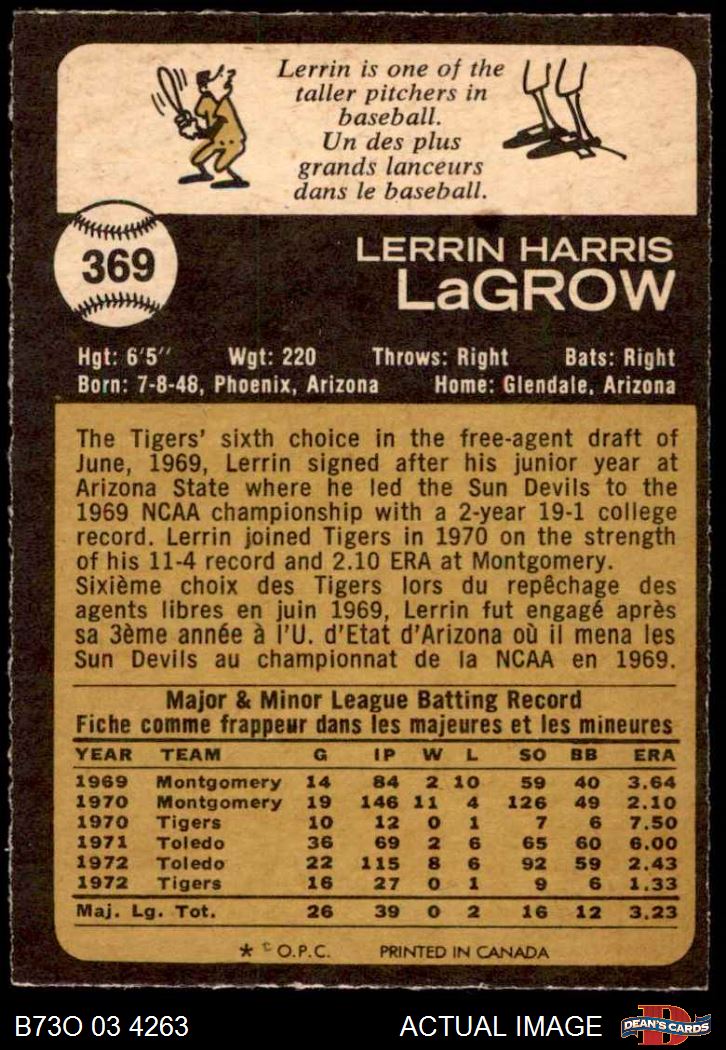 Lerrin is one of the
taller pitchers in
baseball.
Un des plus
grands lanceurs
dans le baseball.
369
LERRIN HARRIS
LaGROW
Hgt: 6'5" Wgt: 220 Throws: Right Bats: Right
Born: 7-8-48, Phoenix, Arizona Home: Glendale, Arizona
The Tigers' sixth choice in the free-agent draft of
June, 1969, Lerrin signed after his junior year at
Arizona State where he led the Sun Devils to the
1969 NCAA championship with a 2-year 19-1 college
record. Lerrin joined Tigers in 1970 on the strength
of his 11-4 record and 2.10 ERA at Montgomery.
Sixième choix des Tigers lors du repêchage des
agents libres en juin 1969, Lerrin fut engagé après
sa 3ème année à l'U. d'Etat d'Arizona où il mena les
Sun Devils au championnat de la NCAA en 1969.
Major & Minor League Batting Record
Fiche comme frappeur dans les majeures et les mineures
YEAR TEAM G IP W L SO BB ERA
1969 Montgomery 14 84 2 10 59 40 3.64
1970 Montgomery 19 146 11 4 126 49 2.10
1970 Tigers 10 12 0 1 7 6 7.50
1971 Toledo 36 69 2 6 65 60 6.00
1972 Toledo 22 115 8 6 92 59 2.43
1972 Tigers 16 27 0 1 9 6 1.33
Maj. Lg. Tot. 26 39 0 2 16 12 3.23
* © O.P.C. PRINTED IN CANADA
B73O 03 4263 ACTUAL IMAGE DEAN'S CARDS